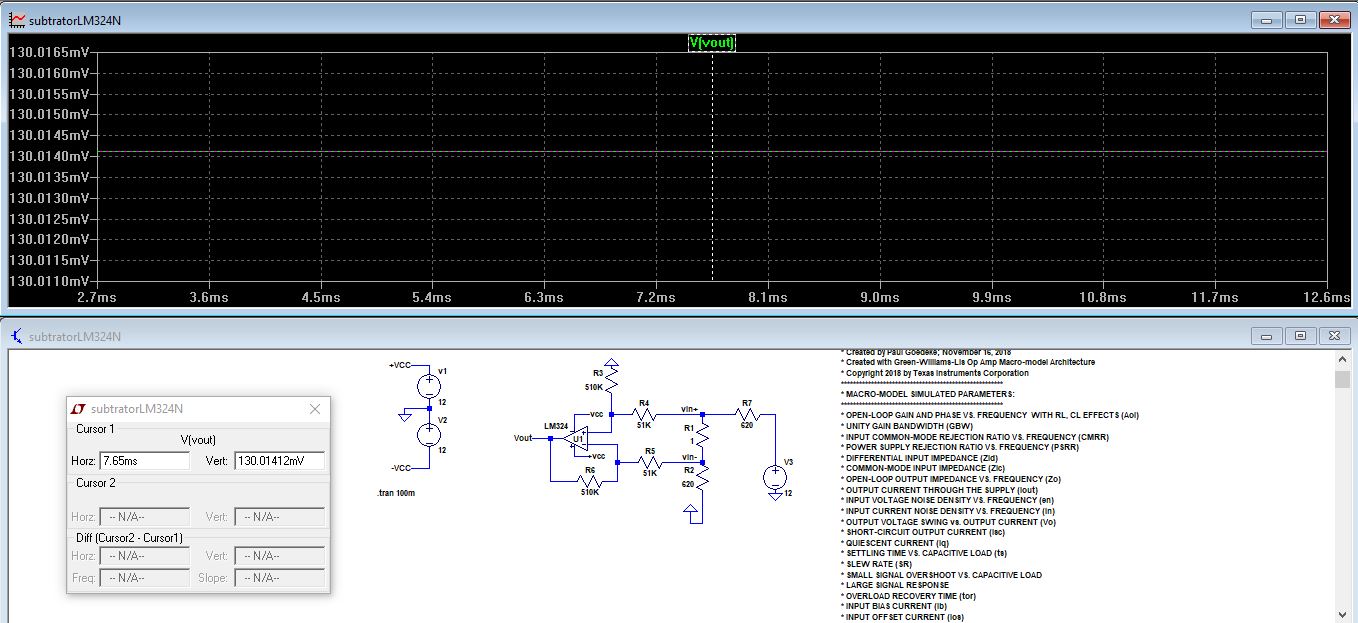 subtratorLM324N
V(vout)
130.0165mV
130.0160mV
130.0155mV
130.0150mV
130.0145mV
130.0140mV
130.0135mV
130.0130mV
130.0125mV
130.0120mV
130.0115mV
130.0110mV
2.7ms 3.6ms 4.5ms 5.4ms 6.3ms 7.2ms 8.1ms 9.0ms 9.9ms 10.8ms 11.7ms 12.6ms
subtratorLM324N
subtratorLM324N
Cursor 1
V(vout)
Horz: 7.65ms Vert: 130.01412mV
Cursor 2
Horz: -- N/A-- Vert: -- N/A--
Diff (Cursor2 - Cursor1)
Horz: -- N/A-- Vert: -- N/A--
Freq: -- N/A-- Slope: -- N/A--
+VCC
v1
12
V2
12
-VCC
.tran 100m
R3
510K
-vcc
R4
51K
vin+
R7
620
LM324
Vout
U1
+vcc
R1
1
R5
51K
vin-
R6
510K
R2
620
V3
12
* Created by Paul Goedeke; November 16, 2018
* Created with Green-Williams-Lis Op Amp Macro-model Architecture
* Copyright 2018 by Texas Instruments Corporation
******************************************************
* MACRO-MODEL SIMULATED PARAMETERS:
******************************************************
* OPEN-LOOP GAIN AND PHASE VS. FREQUENCY WITH RL, CL EFFECTS (Aol)
* UNITY GAIN BANDWIDTH (GBW)
* INPUT COMMON-MODE REJECTION RATIO VS. FREQUENCY (CMRR)
* POWER SUPPLY REJECTION RATIO VS. FREQUENCY (PSRR)
* DIFFERENTIAL INPUT IMPEDANCE (Zid)
* COMMON-MODE INPUT IMPEDANCE (Zic)
* OPEN-LOOP OUTPUT IMPEDANCE VS. FREQUENCY (Zo)
* OUTPUT CURRENT THROUGH THE SUPPLY (Iout)
* INPUT VOLTAGE NOISE DENSITY VS. FREQUENCY (en)
* INPUT CURRENT NOISE DENSITY VS. FREQUENCY (in)
* OUTPUT VOLTAGE SWING vs. OUTPUT CURRENT (Vo)
* SHORT-CIRCUIT OUTPUT CURRENT (Isc)
* QUIESCENT CURRENT (Iq)
* SETTLING TIME VS. CAPACITIVE LOAD (ts)
* SLEW RATE (SR)
* SMALL SIGNAL OVERSHOOT VS. CAPACITIVE LOAD
* LARGE SIGNAL RESPONSE
* OVERLOAD RECOVERY TIME (tor)
* INPUT BIAS CURRENT (Ib)
* INPUT OFFSET CURRENT (Ios)